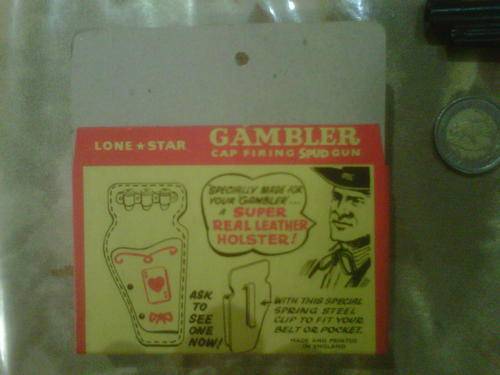 LONE ★ STAR
GAMBLER
CAP FIRING SPUD GUN
SPECIALLY MADE FOR
YOUR 'GAMBLER'...
A SUPER
REAL LEATHER
HOLSTER!
ASK
TO
SEE
ONE
NOW!
WITH THIS SPECIAL
SPRING STEEL
CLIP TO FIT YOUR
BELT OR POCKET.
MADE AND PRINTED
IN ENGLAND